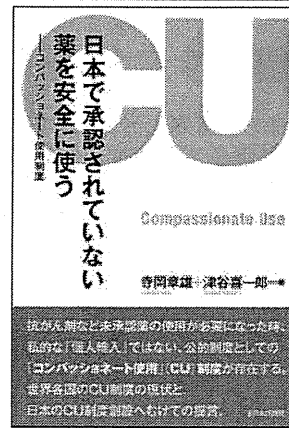 CU
日本で承認されていない
薬を安全に使う
――コンパッショネート使用制度
Compassionate Use
寺岡章雄・津谷喜一郎――著
抗がん剤など未承認薬の使用が必要になった時、
私的な「個人輸入」ではない、公的制度としての
「コンパッショネート使用」（CU）制度が存在する。
世界各国のCU制度の現状と
日本のCU制度創設へむけての提言。